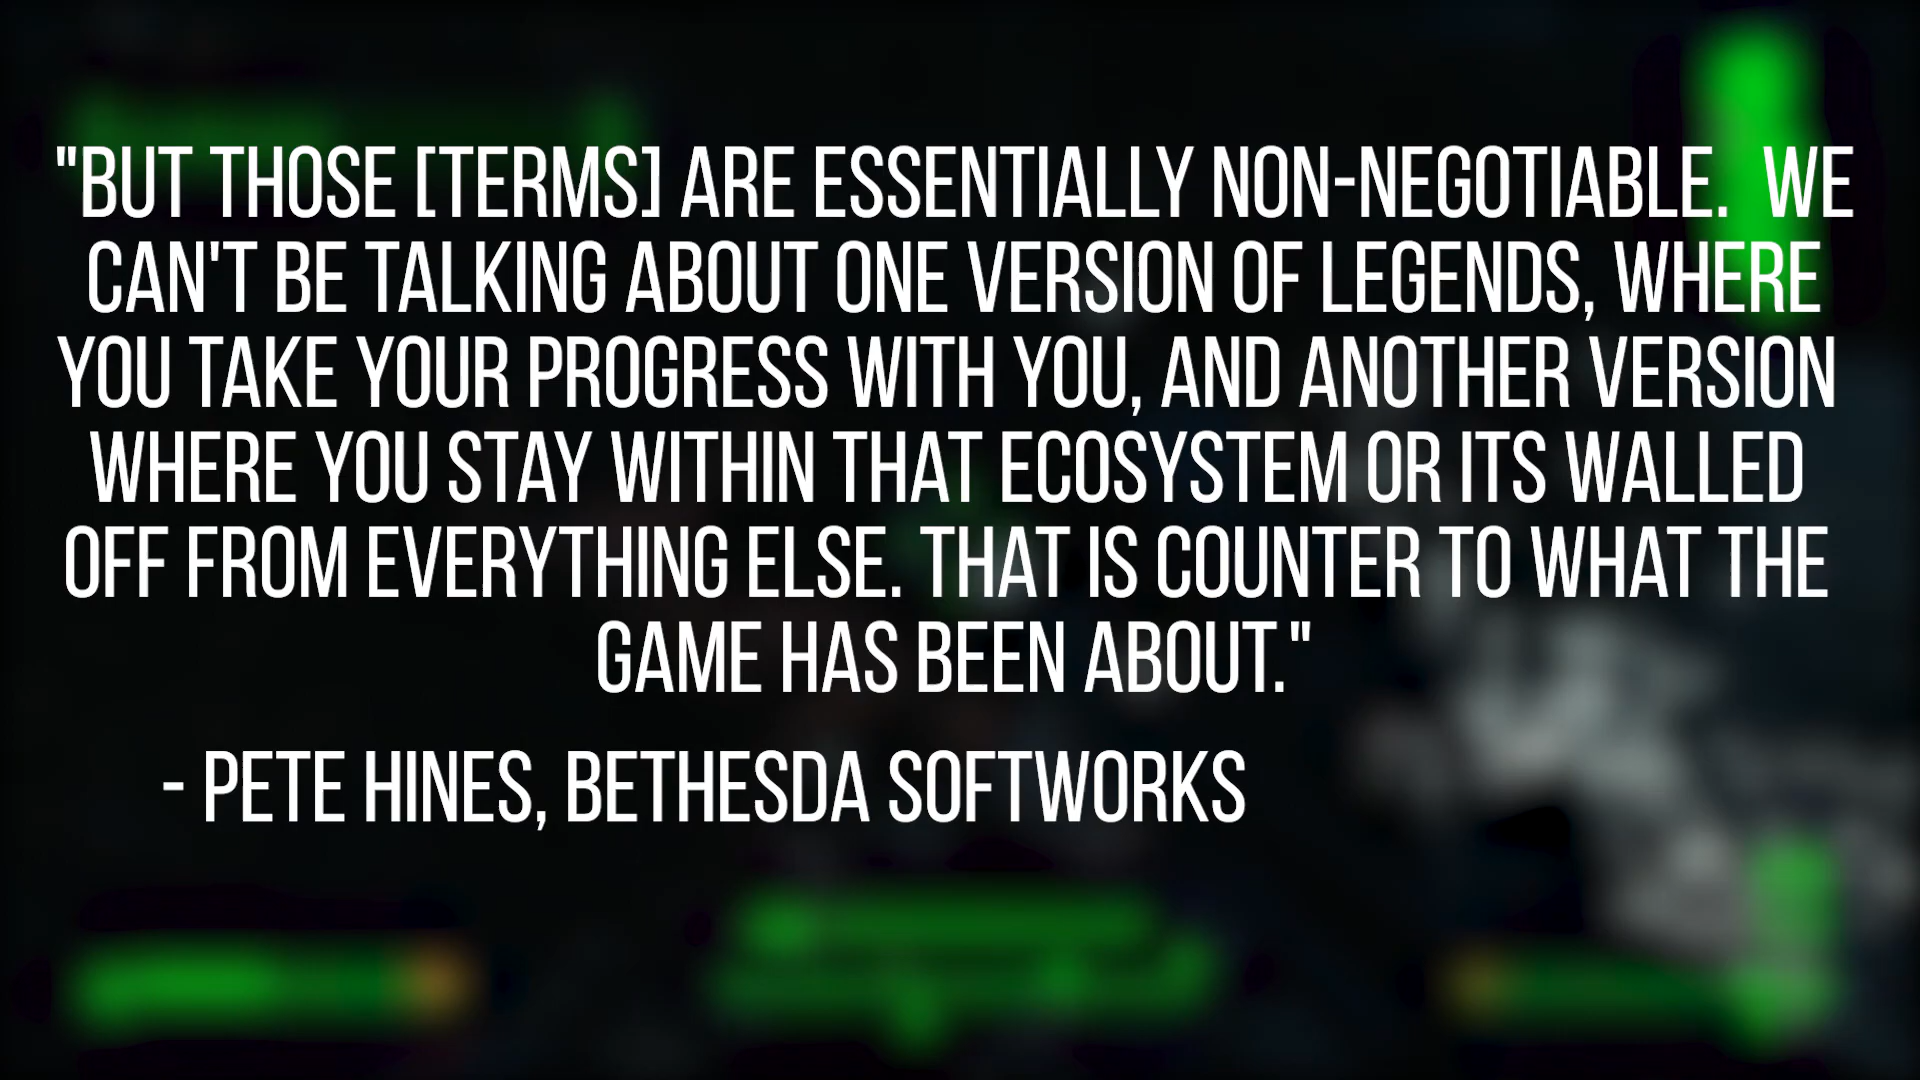 "BUT THOSE [TERMS] ARE ESSENTIALLY NON-NEGOTIABLE.  WE
CAN'T BE TALKING ABOUT ONE VERSION OF LEGENDS, WHERE
YOU TAKE YOUR PROGRESS WITH YOU, AND ANOTHER VERSION
WHERE YOU STAY WITHIN THAT ECOSYSTEM OR ITS WALLED
OFF FROM EVERYTHING ELSE. THAT IS COUNTER TO WHAT THE
GAME HAS BEEN ABOUT."
- PETE HINES, BETHESDA SOFTWORKS